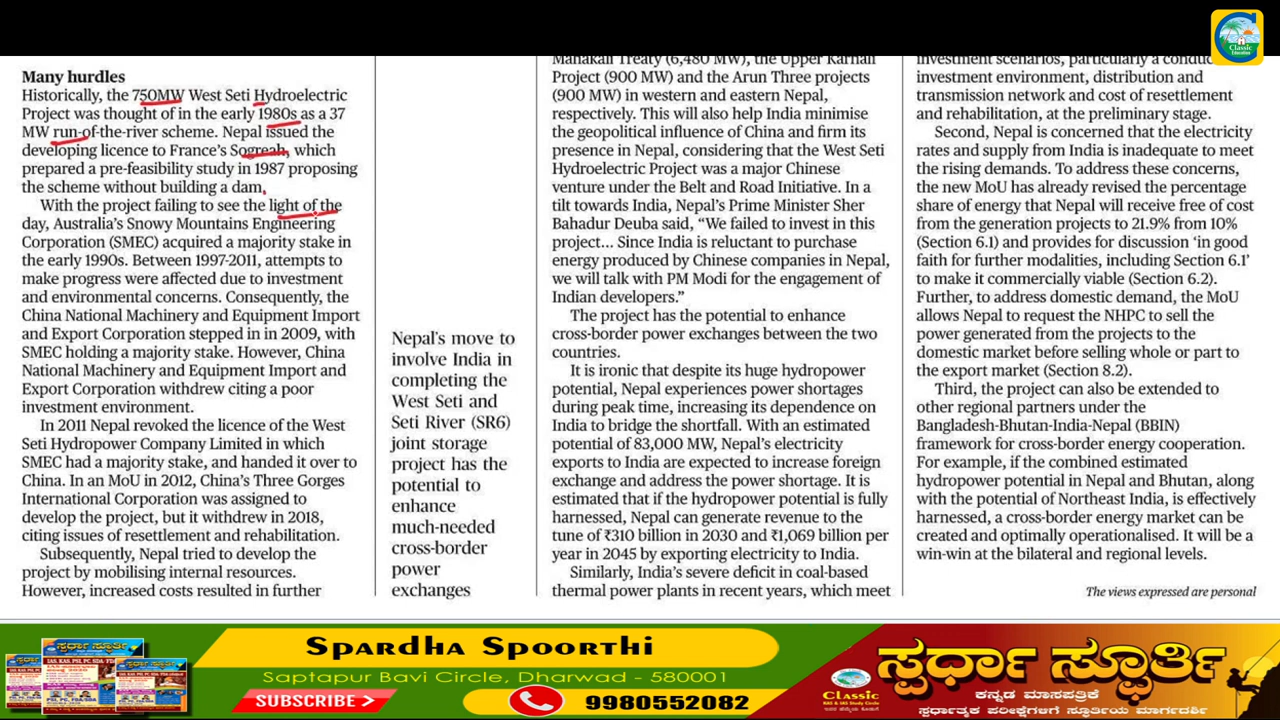 Classic
Education
Many hurdles
Historically, the 750MW West Seti Hydroelectric
Project was thought of in the early 1980s as a 37
MW run-of-the-river scheme. Nepal issued the
developing licence to France’s Sogreah, which
prepared a pre-feasibility study in 1987 proposing
the scheme without building a dam.
With the project failing to see the light of the
day, Australia’s Snowy Mountains Engineering
Corporation (SMEC) acquired a majority stake in
the early 1990s. Between 1997-2011, attempts to
make progress were affected due to investment
and environmental concerns. Consequently, the
China National Machinery and Equipment Import
and Export Corporation stepped in in 2009, with
SMEC holding a majority stake. However, China
National Machinery and Equipment Import and
Export Corporation withdrew citing a poor
investment environment.
In 2011 Nepal revoked the licence of the West
Seti Hydropower Company Limited in which
SMEC had a majority stake, and handed it over to
China. In an MoU in 2012, China’s Three Gorges
International Corporation was assigned to
develop the project, but it withdrew in 2018,
citing issues of resettlement and rehabilitation.
Subsequently, Nepal tried to develop the
project by mobilising internal resources.
However, increased costs resulted in further
Nepal’s move to
involve India in
completing the
West Seti and
Seti River (SR6)
joint storage
project has the
potential to
enhance
much-needed
cross-border
power
exchanges
Mahakali Treaty (6,480 MW), the Upper Karnali
Project (900 MW) and the Arun Three projects
(900 MW) in western and eastern Nepal,
respectively. This will also help India minimise
the geopolitical influence of China and firm its
presence in Nepal, considering that the West Seti
Hydroelectric Project was a major Chinese
venture under the Belt and Road Initiative. In a
tilt towards India, Nepal’s Prime Minister Sher
Bahadur Deuba said, “We failed to invest in this
project... Since India is reluctant to purchase
energy produced by Chinese companies in Nepal,
we will talk with PM Modi for the engagement of
Indian developers.”
The project has the potential to enhance
cross-border power exchanges between the two
countries.
It is ironic that despite its huge hydropower
potential, Nepal experiences power shortages
during peak time, increasing its dependence on
India to bridge the shortfall. With an estimated
potential of 83,000 MW, Nepal’s electricity
exports to India are expected to increase foreign
exchange and address the power shortage. It is
estimated that if the hydropower potential is fully
harnessed, Nepal can generate revenue to the
tune of ₹310 billion in 2030 and ₹1,069 billion per
year in 2045 by exporting electricity to India.
Similarly, India’s severe deficit in coal-based
thermal power plants in recent years, which meet
investment scenarios, particularly a conduc
investment environment, distribution and
transmission network and cost of resettlement
and rehabilitation, at the preliminary stage.
Second, Nepal is concerned that the electricity
rates and supply from India is inadequate to meet
the rising demands. To address these concerns,
the new MoU has already revised the percentage
share of energy that Nepal will receive free of cost
from the generation projects to 21.9% from 10%
(Section 6.1) and provides for discussion ‘in good
faith for further modalities, including Section 6.1’
to make it commercially viable (Section 6.2).
Further, to address domestic demand, the MoU
allows Nepal to request the NHPC to sell the
power generated from the projects to the
domestic market before selling whole or part to
the export market (Section 8.2).
Third, the project can also be extended to
other regional partners under the
Bangladesh-Bhutan-India-Nepal (BBIN)
framework for cross-border energy cooperation.
For example, if the combined estimated
hydropower potential in Nepal and Bhutan, along
with the potential of Northeast India, is effectively
harnessed, a cross-border energy market can be
created and optimally operationalised. It will be a
win-win at the bilateral and regional levels.
The views expressed are personal
SPARDHA SPOORTHI
Saptapur Bavi Circle, Dharwad - 580001
SUBSCRIBE
9980552082
Classic
KAS & IAS Study Circle
ಸ್ಪರ್ಧಾ ಸ್ಫೂರ್ತಿ
ಕನ್ನಡ ಮಾಸಪತ್ರಿಕೆ
ಸ್ಪರ್ಧಾತ್ಮಕ ಪರೀಕ್ಷೆಗಳಿಗೆ ಸ್ಫೂರ್ತಿಯ ಮಾರ್ಗದರ್ಶಿ